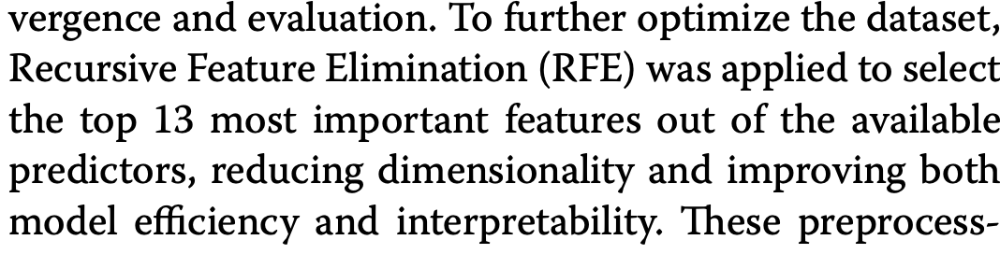 vergence and evaluation. To further optimize the dataset,
Recursive Feature Elimination (RFE) was applied to select
the top 13 most important features out of the available
predictors, reducing dimensionality and improving both
model efficiency and interpretability. These preprocess-